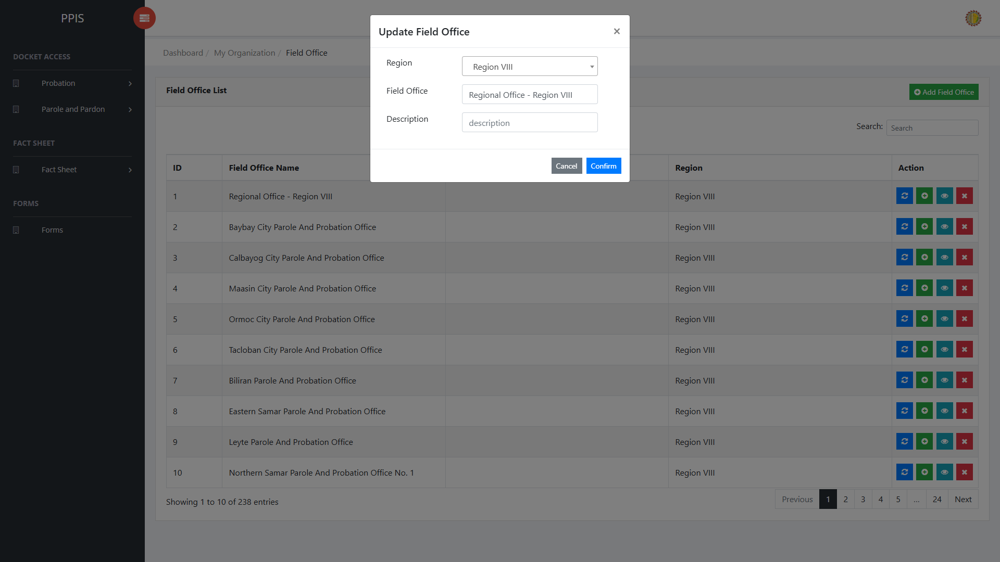 PPIS
DOCKET ACCESS
Probation
Parole and Pardon
FACT SHEET
Fact Sheet
FORMS
Forms
Update Field Office ×
Region Region VIII
Field Office Regional Office - Region VIII
Description description
Cancel Confirm
Dashboard / My Organization / Field Office
Field Office List Add Field Office
Search: Search
ID Field Office Name Region Action
1 Regional Office - Region VIII Region VIII
2 Baybay City Parole And Probation Office Region VIII
3 Calbayog City Parole And Probation Office Region VIII
4 Maasin City Parole And Probation Office Region VIII
5 Ormoc City Parole And Probation Office Region VIII
6 Tacloban City Parole And Probation Office Region VIII
7 Biliran Parole And Probation Office Region VIII
8 Eastern Samar Parole And Probation Office Region VIII
9 Leyte Parole And Probation Office Region VIII
10 Northern Samar Parole And Probation Office No. 1 Region VIII
Showing 1 to 10 of 238 entries Previous 1 2 3 4 5 ... 24 Next